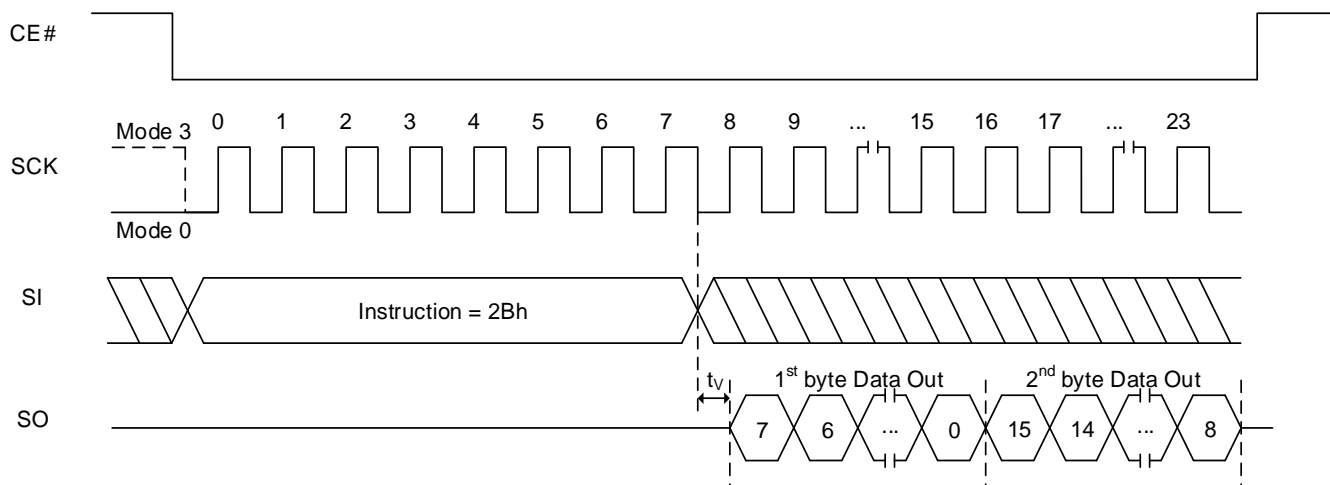 CE#
0 1 2 3 4 5 6 7 8 9 ... 15 16 17 ... 23
Mode 3
SCK
Mode 0
SI
Instruction = 2Bh
tV 1st byte Data Out 2nd byte Data Out
SO
7 6 ... 0 15 14 ... 8